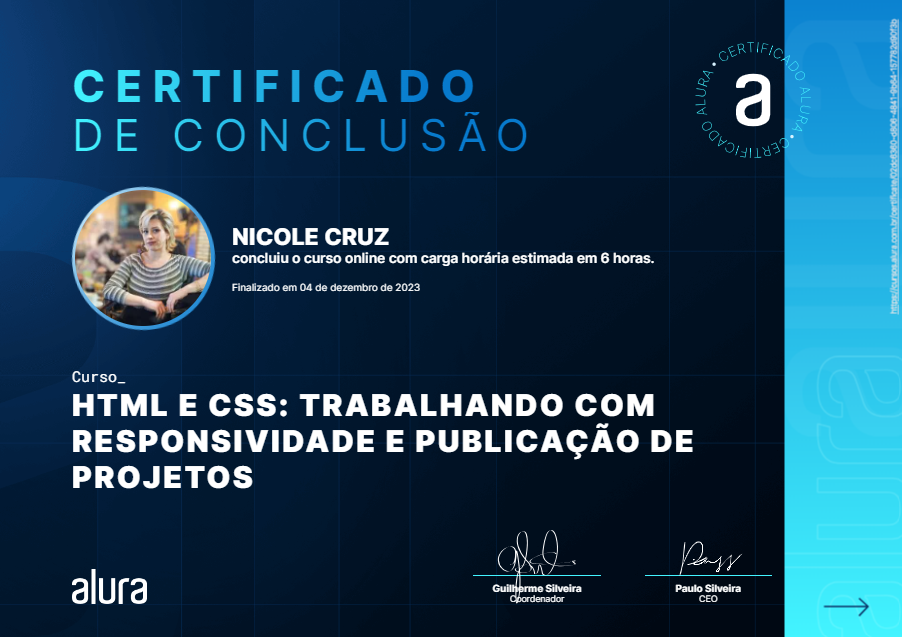 CERTIFICADO
DE CONCLUSÃO
CERTIFICADO ALURA • CERTIFICADO ALURA •
a
NICOLE CRUZ
concluiu o curso online com carga horária estimada em 6 horas.
Finalizado em 04 de dezembro de 2023
Curso_
HTML E CSS: TRABALHANDO COM
RESPONSIVIDADE E PUBLICAÇÃO DE
PROJETOS
alura
Guilherme Silveira
Coordenador
Paulo Silveira
CEO
alura